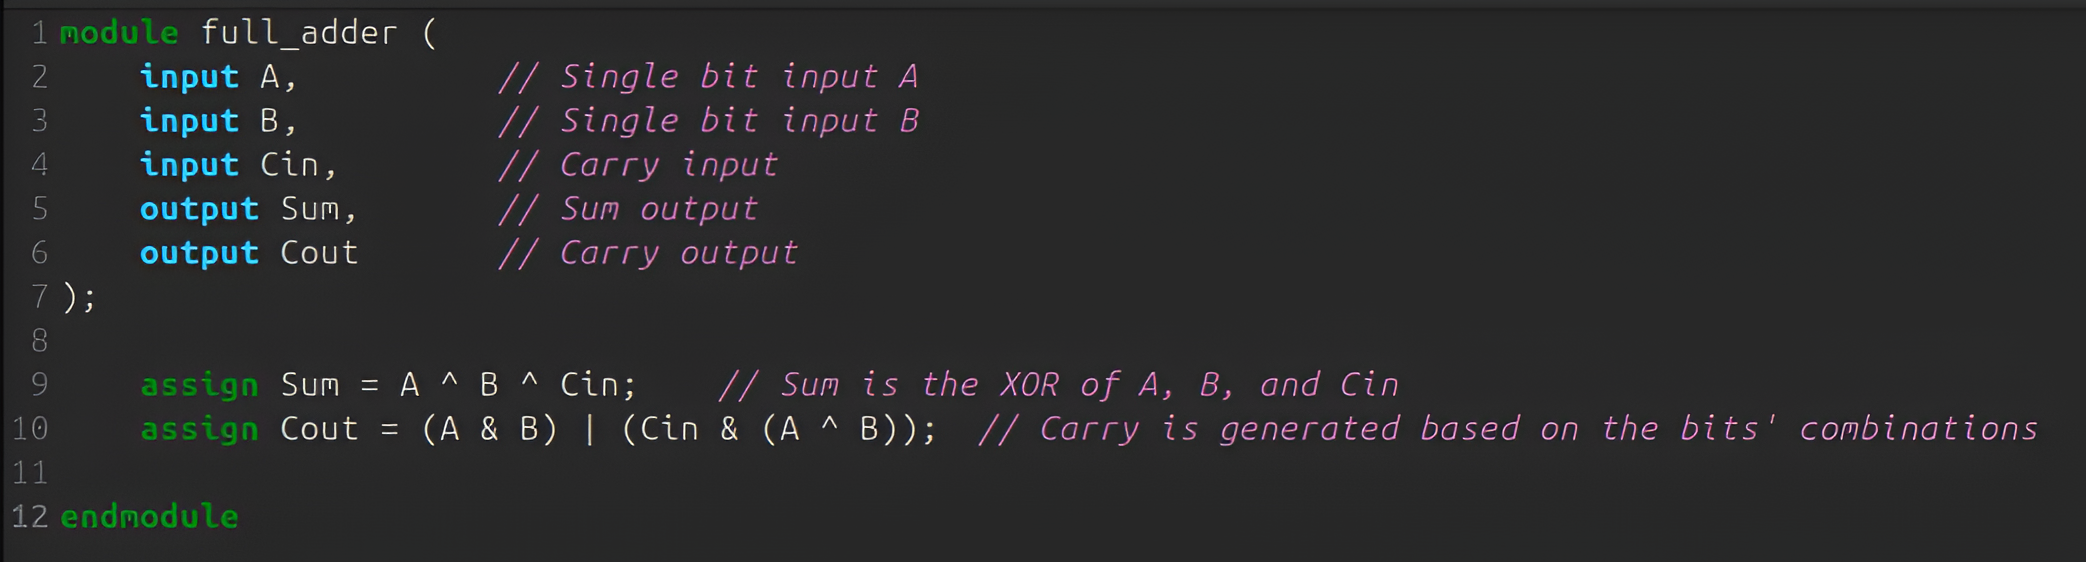 1 module full_adder (
2     input A,          // Single bit input A
3     input B,          // Single bit input B
4     input Cin,        // Carry input
5     output Sum,       // Sum output
6     output Cout       // Carry output
7 );
8
9     assign Sum = A ^ B ^ Cin;    // Sum is the XOR of A, B, and Cin
10     assign Cout = (A & B) | (Cin & (A ^ B));  // Carry is generated based on the bits' combinations
11
12 endmodule